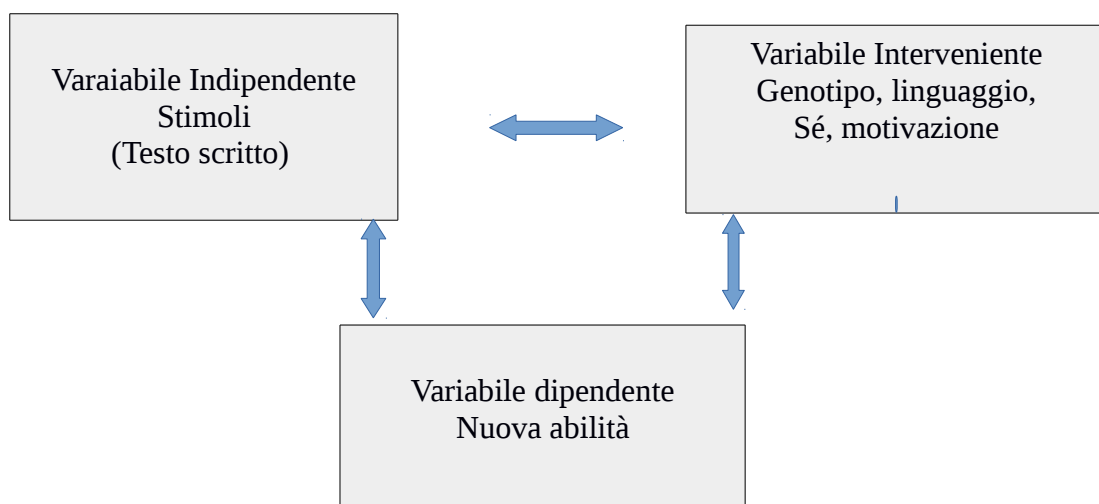 Varaiabile Indipendente
Stimoli
(Testo scritto)
Variabile Interveniente
Genotipo, linguaggio,
Sé, motivazione
Variabile dipendente
Nuova abilità